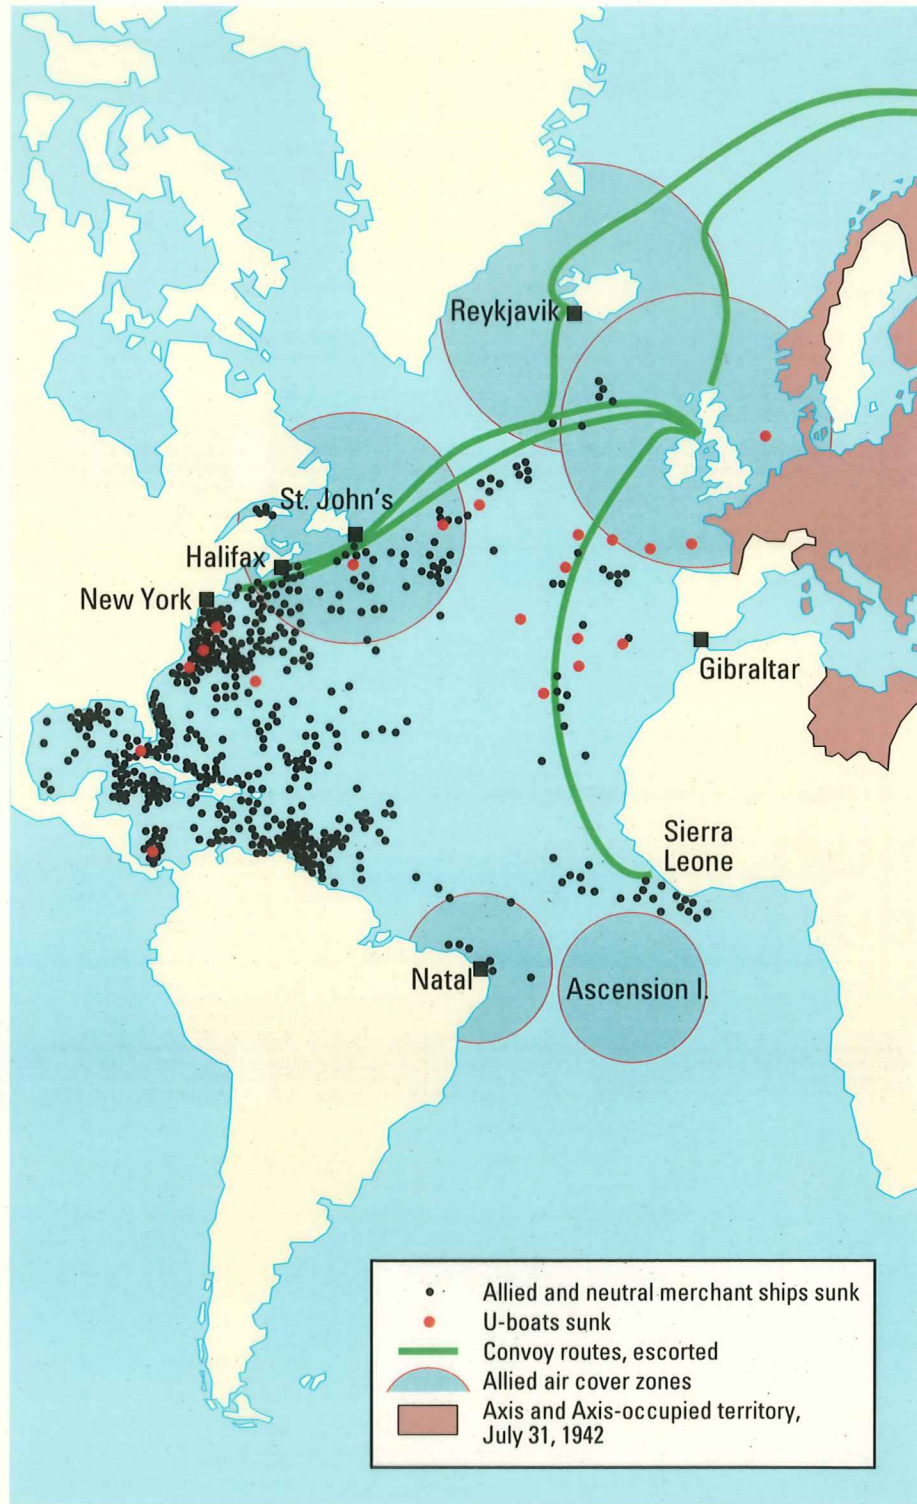 Reykjavik
St. John's
Halifax
New York
Gibraltar
Sierra
Leone
Natal
Ascension I.
Allied and neutral merchant ships sunk
U-boats sunk
Convoy routes, escorted
Allied air cover zones
Axis and Axis-occupied territory,
July 31, 1942